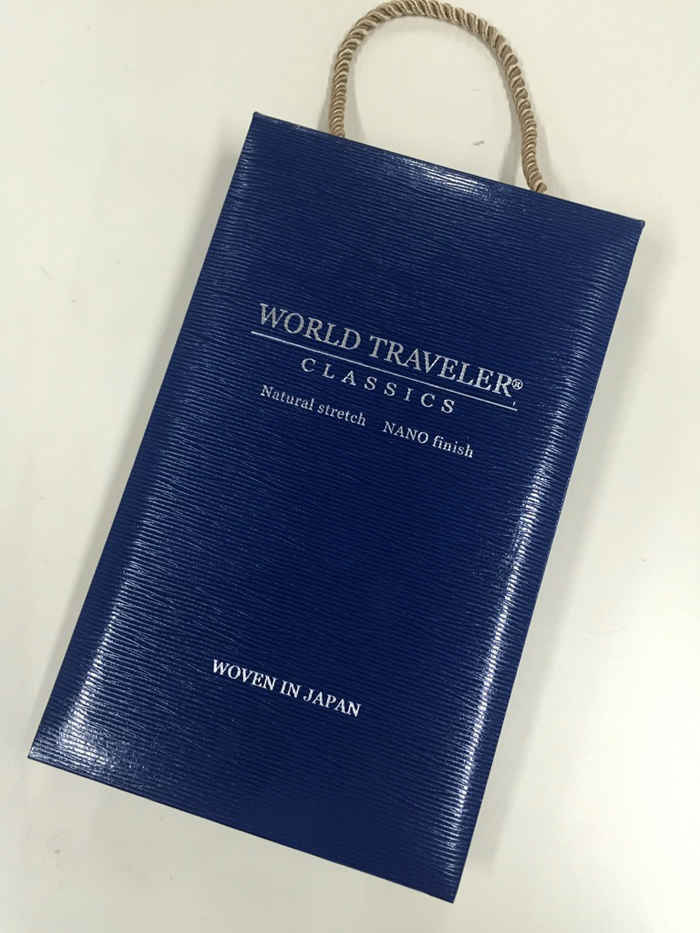 WORLD TRAVELER®
CLASSICS
Natural stretch NANO finish
WOVEN IN JAPAN